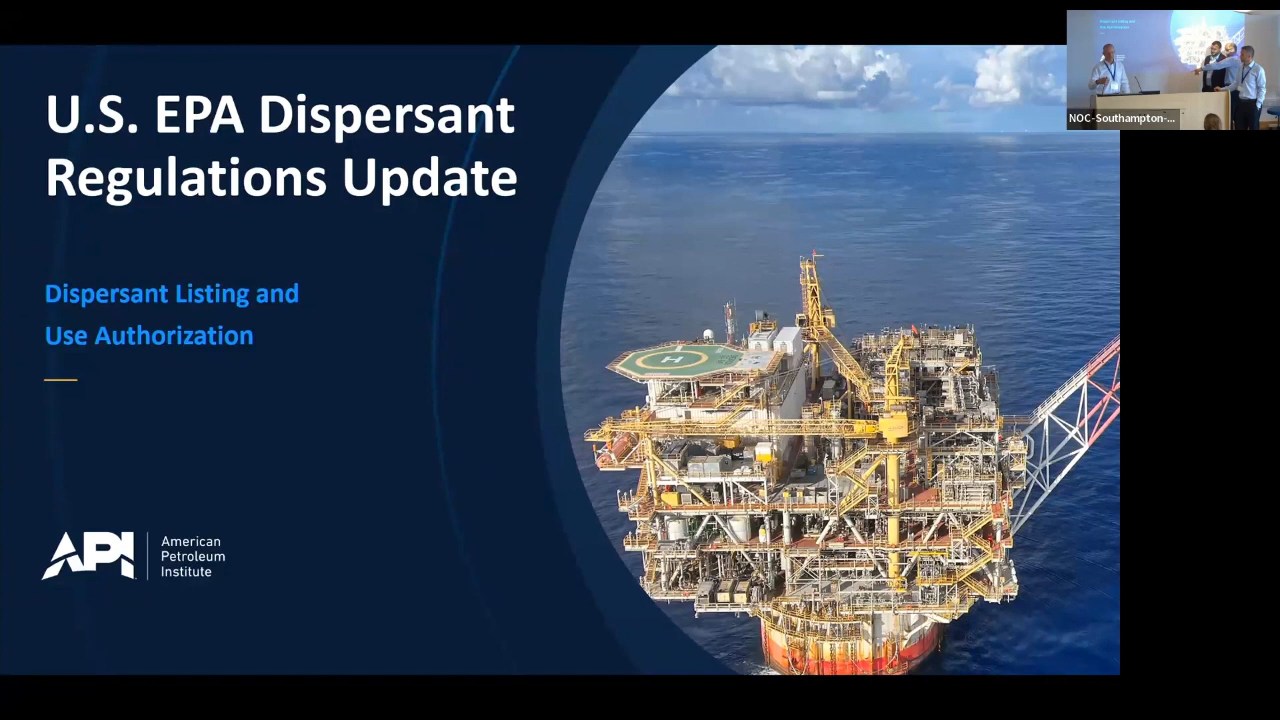 U.S. EPA Dispersant
Regulations Update
Dispersant Listing and
Use Authorization
API
American
Petroleum
Institute
H
NOC-Southampton-...